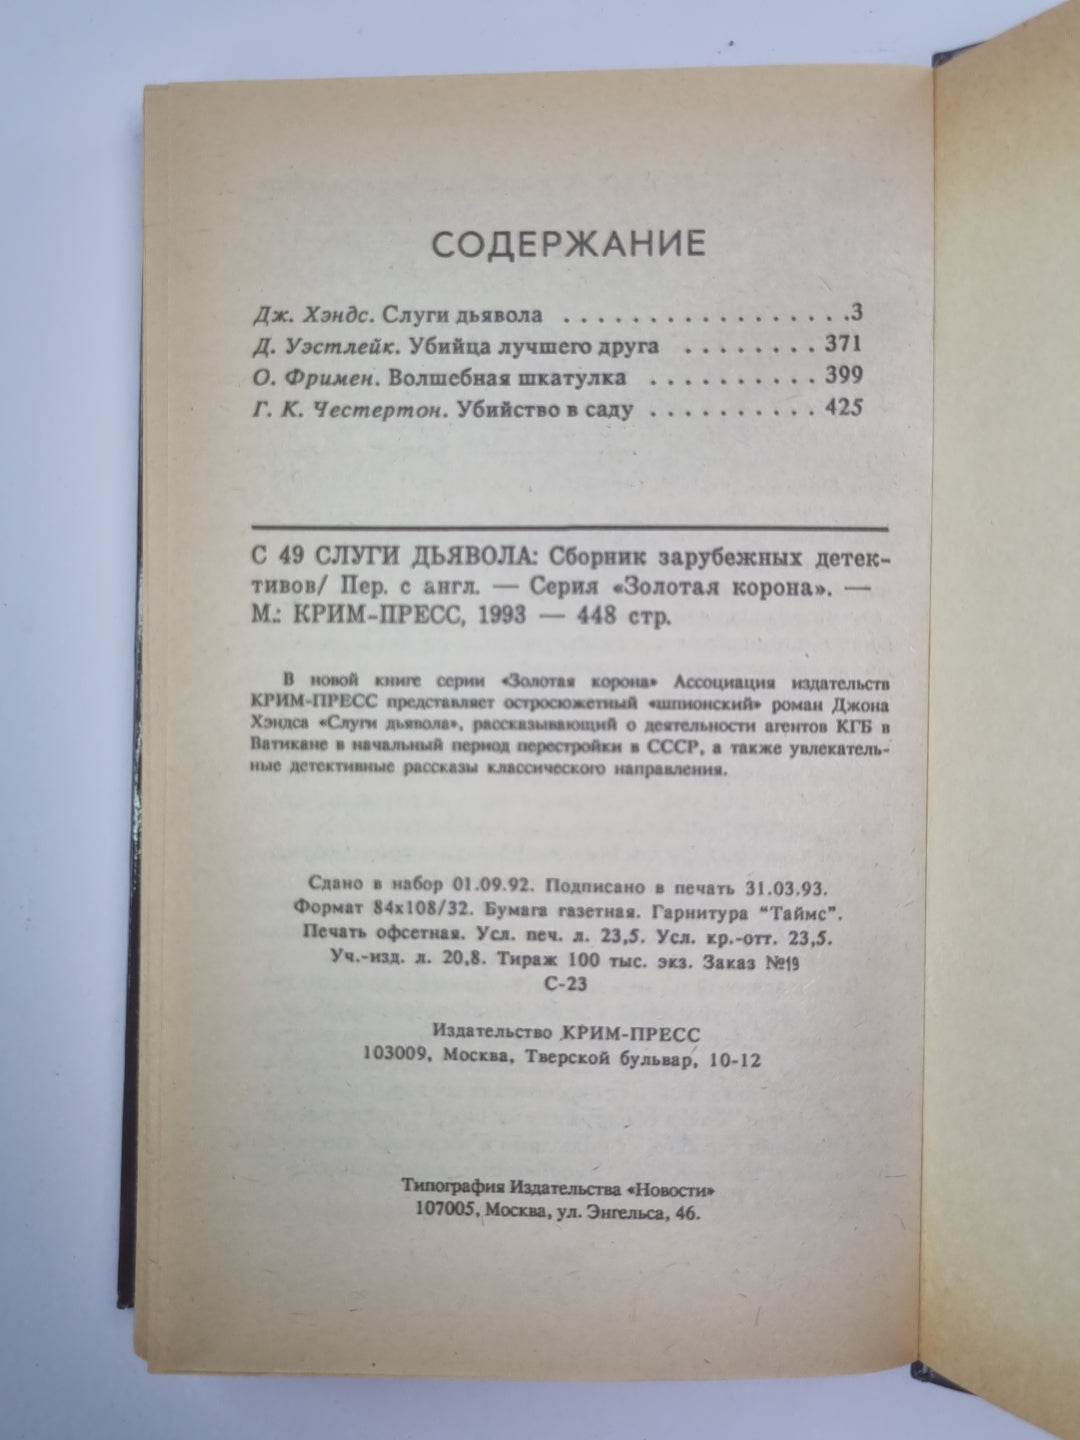 СОДЕРЖАНИЕ
Дж. Хэндс. Слуги дьявола . . . . . . . . . . . . . . . . . . .3
Д. Уэстлейк. Убийца лучшего друга . . . . . . . . 371
О. Фримен. Волшебная шкатулка . . . . . . . . . . 399
Г. К. Честертон. Убийство в саду . . . . . . . . . . 425
С 49 СЛУГИ ДЬЯВОЛА: Сборник зарубежных детек-
тивов/ Пер. с англ. — Серия «Золотая корона». —
М.: КРИМ-ПРЕСС, 1993 — 448 стр.
В новой книге серии «Золотая корона» Ассоциация издательств
КРИМ-ПРЕСС представляет остросюжетный «шпионский» роман Джона
Хэндса «Слуги дьявола», рассказывающий о деятельности агентов КГБ в
Ватикане в начальный период перестройки в СССР, а также увлекатель-
ные детективные рассказы классического направления.
Сдано в набор 01.09.92. Подписано в печать 31.03.93.
Формат 84х108/32. Бумага газетная. Гарнитура "Таймс".
Печать офсетная. Усл. печ. л. 23,5. Усл. кр.-отт. 23,5.
Уч.-изд. л. 20,8. Тираж 100 тыс. экз. Заказ №19
С-23
Издательство КРИМ-ПРЕСС
103009, Москва, Тверской бульвар, 10-12
Типография Издательства «Новости»
107005, Москва, ул. Энгельса, 46.